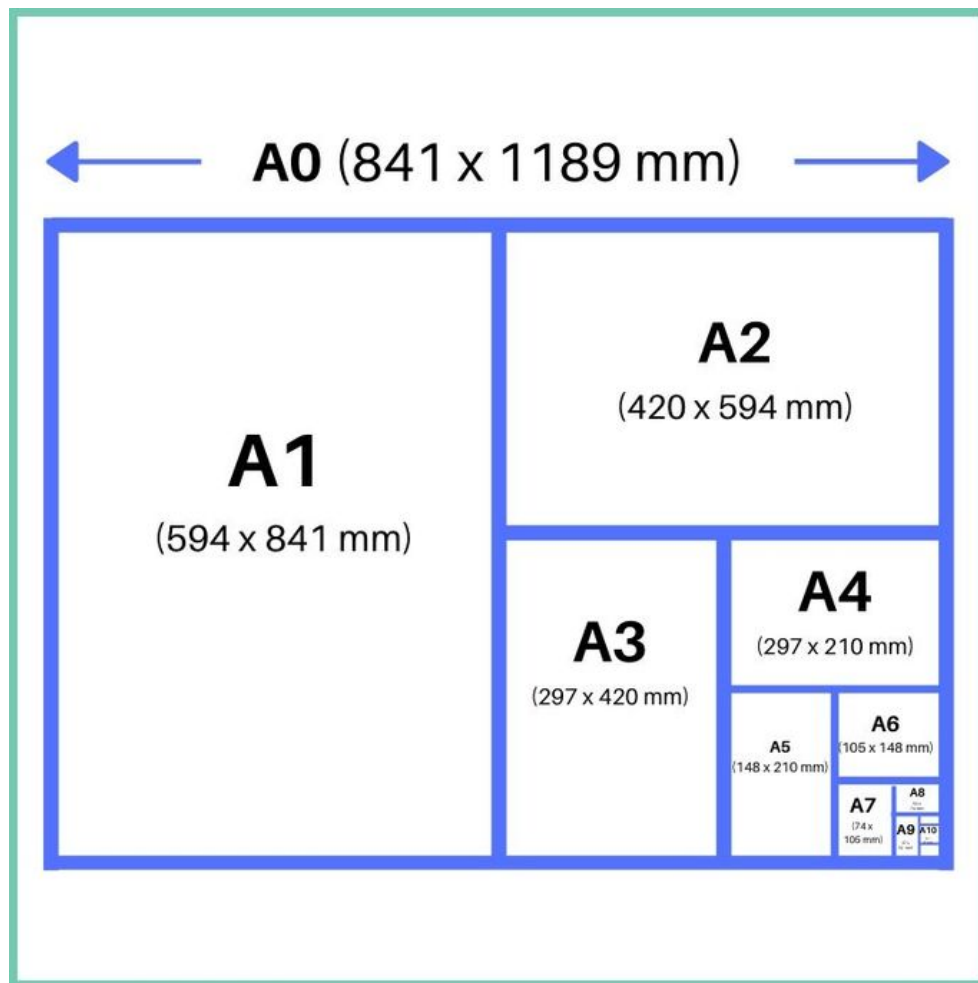 A0 (841 x 1189 mm)
A1
(594 x 841 mm)
A2
(420 x 594 mm)
A3
(297 x 420 mm)
A4
(297 x 210 mm)
A5
(148 x 210 mm)
A6
(105 x 148 mm)
A7
(74 x
105 mm)
A8
A9
A10